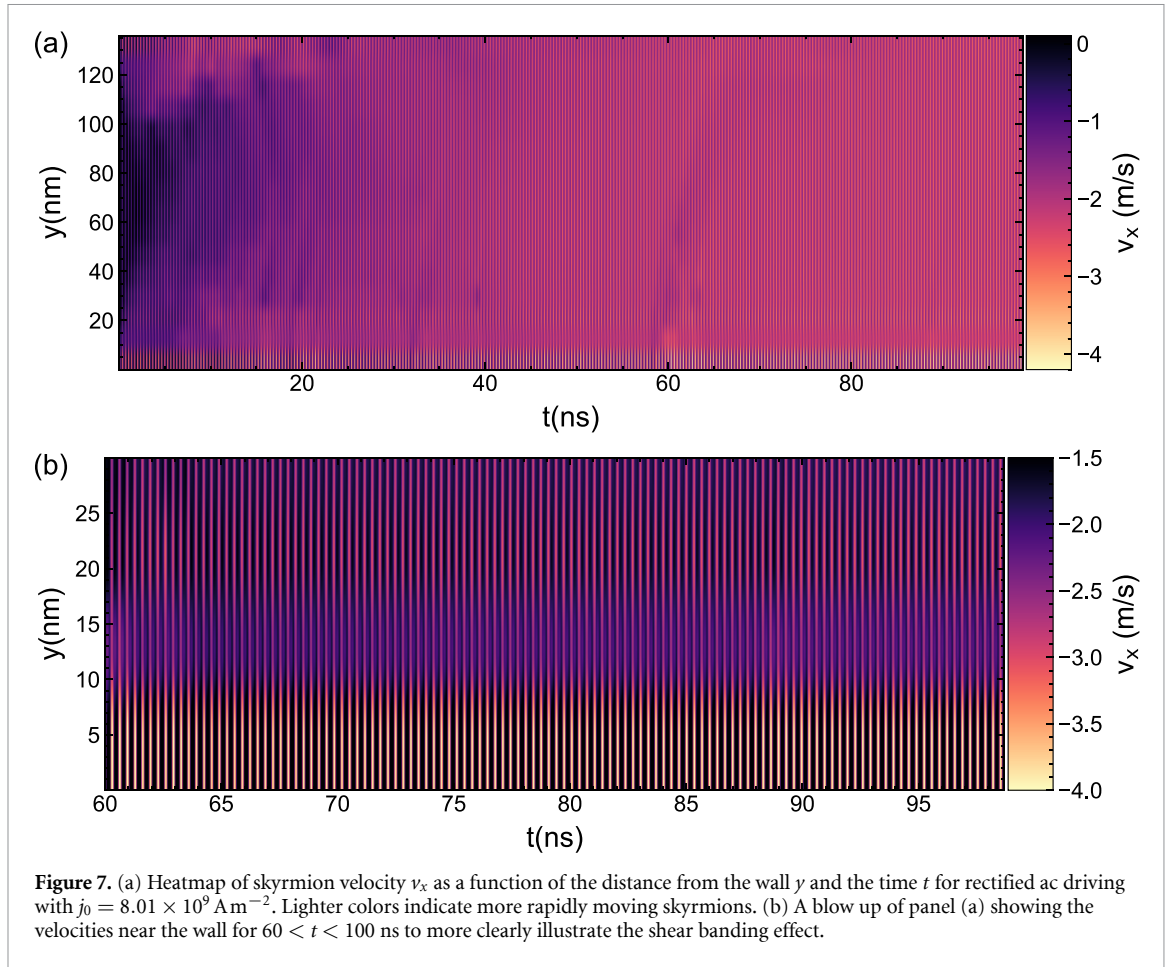 (a)
y(nm)
120
100
80
60
40
20
20 40 60 80
t(ns)
0
−1
−2
−3
−4
vₓ (m/s)
(b)
y(nm)
25
20
15
10
5
60 65 70 75 80 85 90 95
t(ns)
−1.5
−2.0
−2.5
−3.0
−3.5
−4.0
vₓ (m/s)
Figure 7. (a) Heatmap of skyrmion velocity vₓ as a function of the distance from the wall y and the time t for rectified ac driving
with j₀ = 8.01 × 10⁹ A m⁻². Lighter colors indicate more rapidly moving skyrmions. (b) A blow up of panel (a) showing the
velocities near the wall for 60 < t < 100 ns to more clearly illustrate the shear banding effect.